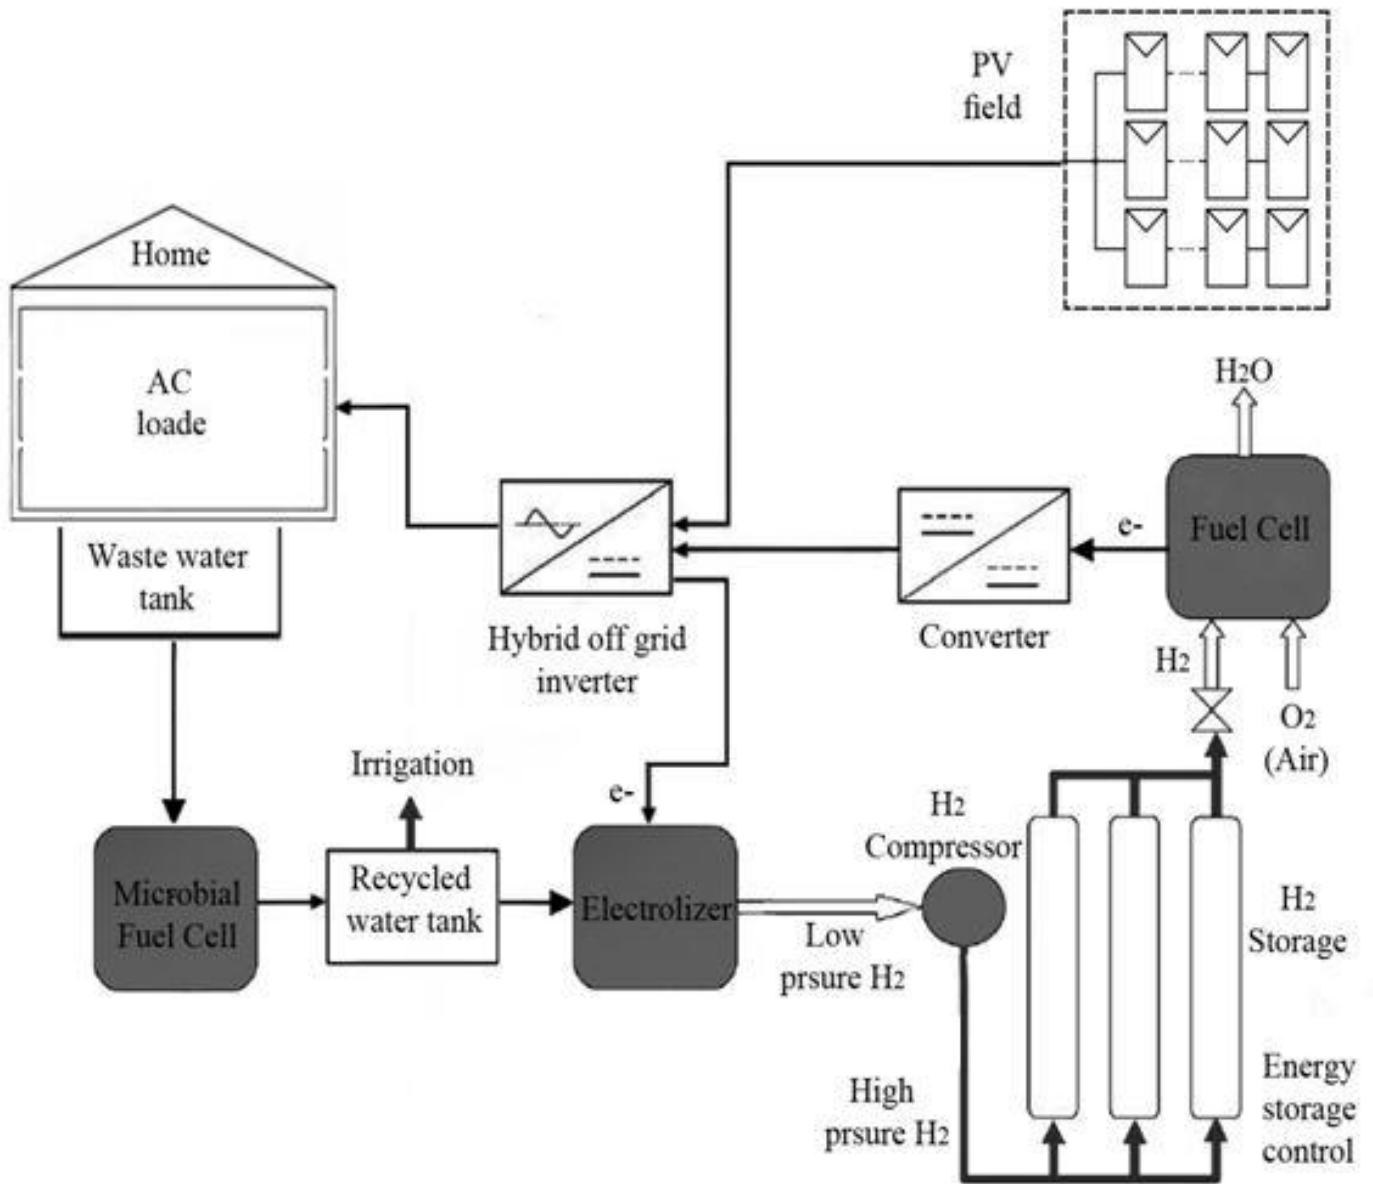 PV
field
Home
AC
loade
H2O
Fuel Cell
e-
Waste water
tank
Hybrid off grid
inverter
Converter
H2
O2
(Air)
Irrigation
e-
H2
Compressor
Microbial
Fuel Cell
Recycled
water tank
Electrolizer
Low
prsure H2
H2
Storage
High
prsure H2
Energy
storage
control